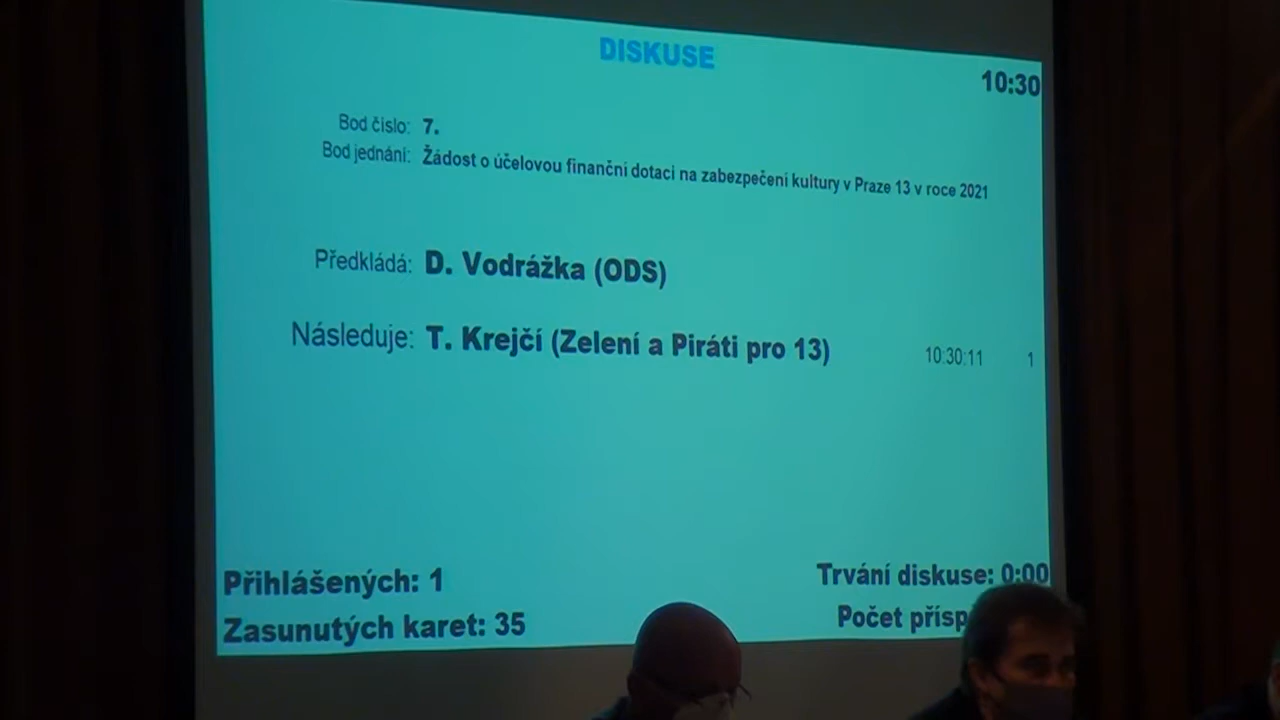 DISKUSE
10:30
Bod číslo: 7.
Bod jednání: Žádost o účelovou finanční dotaci na zabezpečení kultury v Praze 13 v roce 2021
Předkládá: D. Vodrážka (ODS)
Následuje: T. Krejčí (Zelení a Piráti pro 13) 10:30:11 1
Přihlášených: 1
Trvání diskuse: 0:00
Zasunutých karet: 35
Počet přísp